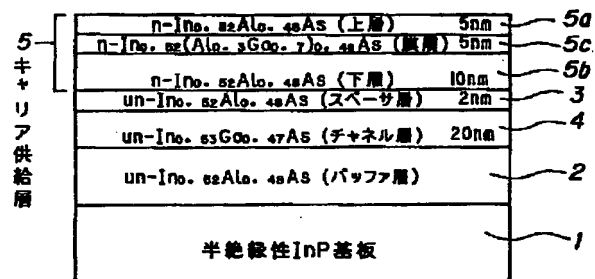 n-In0.52Al0.48As (上層) 5nm 5a
n-In0.52(Al0.3Ga0.7)0.48As (膜層) 5nm 5c
n-In0.52Al0.48As (下層) 10nm 5b
un-In0.52Al0.48As (スペーサ層) 2nm 3
un-In0.53Ga0.47As (チャネル層) 20nm 4
un-In0.52Al0.48As (バッファ層) 2
半絶縁性InP基板 1
5 キャリア供給層